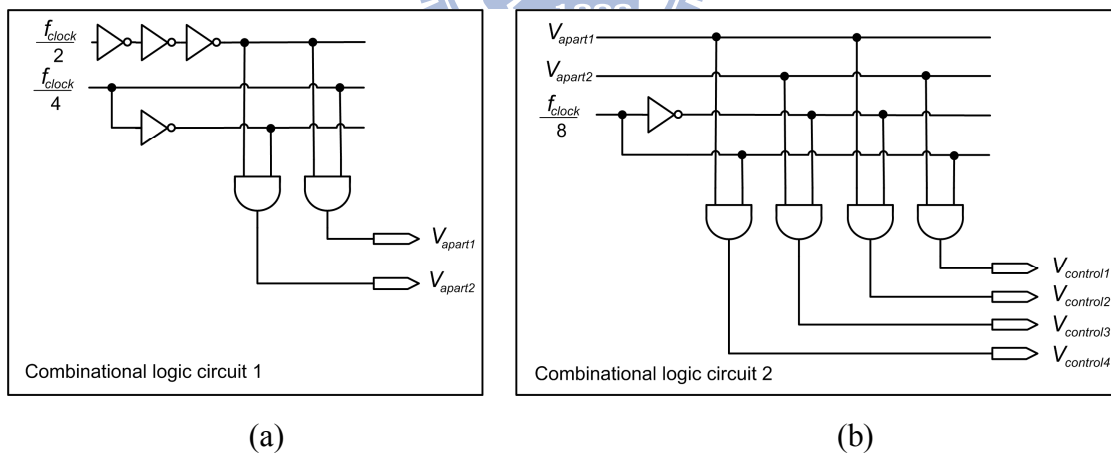 f_clock
2
f_clock
4
V_apart1
V_apart2
Combinational logic circuit 1
(a)
V_apart1
V_apart2
f_clock
8
V_control1
V_control2
V_control3
V_control4
Combinational logic circuit 2
(b)